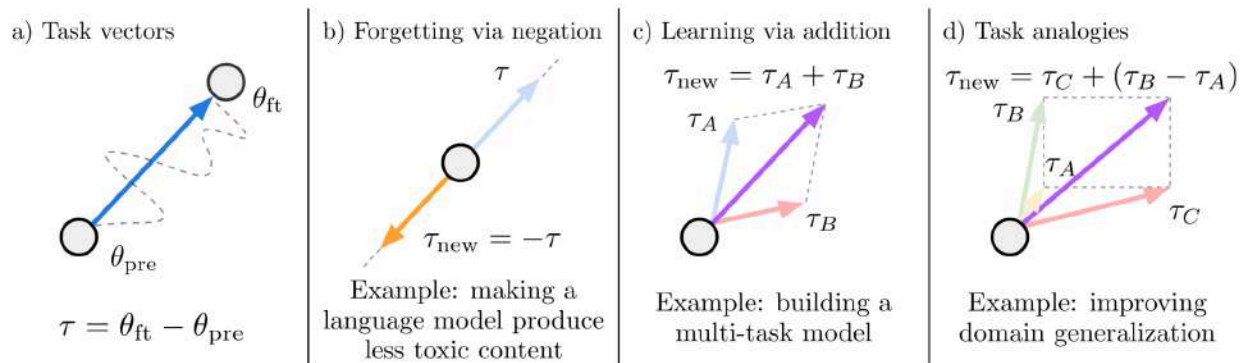 a) Task vectors
θft
θpre
τ = θft − θpre
b) Forgetting via negation
τ
τnew = −τ
Example: making a
language model produce
less toxic content
c) Learning via addition
τnew = τA + τB
τA
τB
Example: building a
multi-task model
d) Task analogies
τnew = τC + (τB − τA)
τB
τA
τC
Example: improving
domain generalization